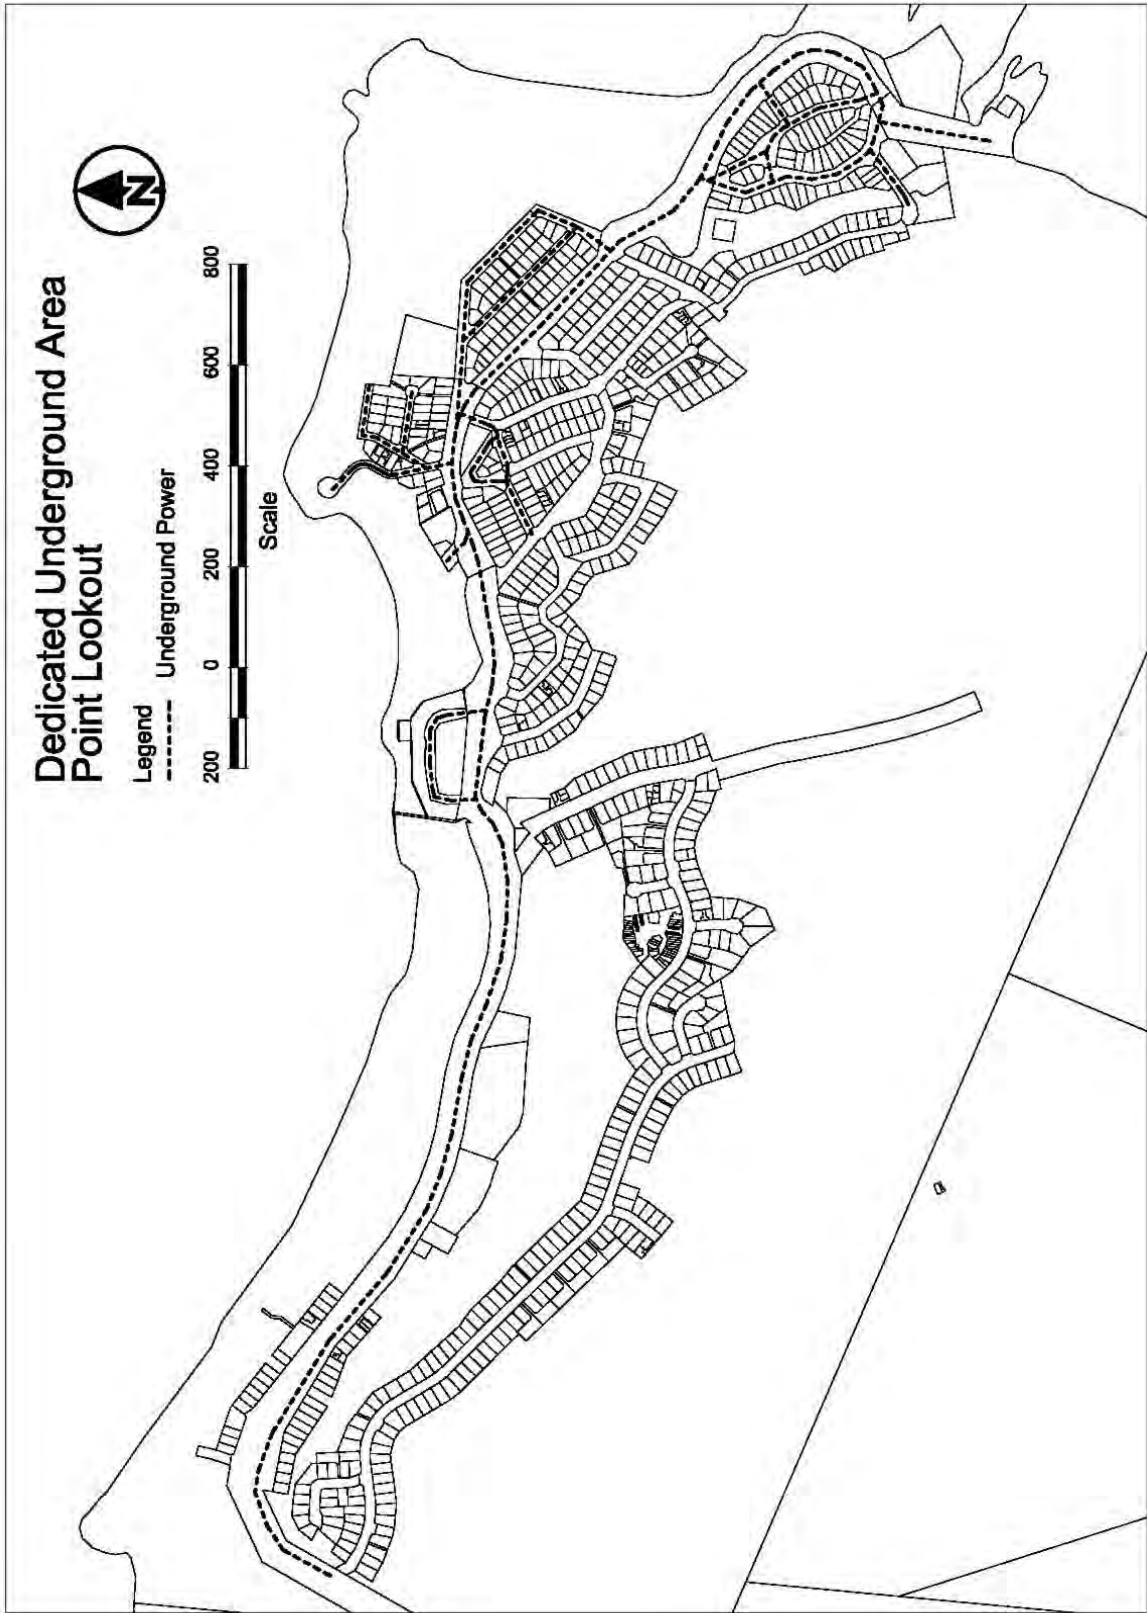 Dedicated Underground Area
Point Lookout
N
Legend
Underground Power
200 0 200 400 600 800
Scale